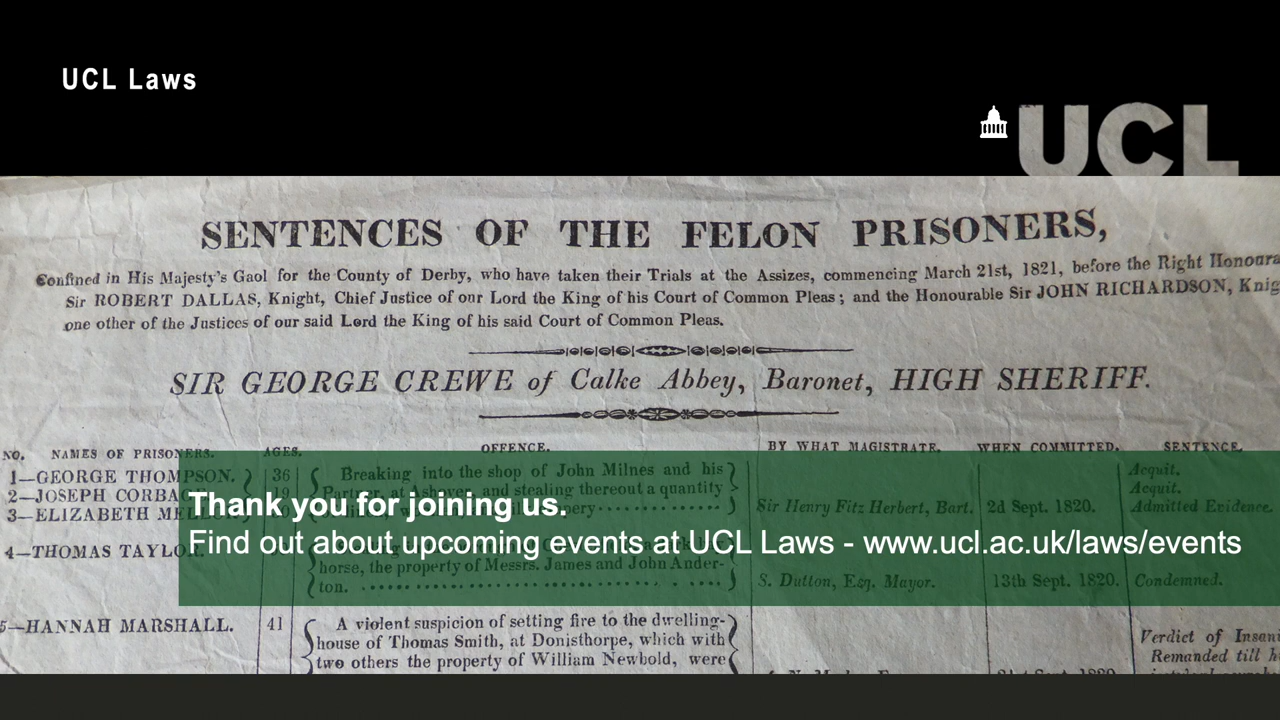 UCL Laws
UCL
SENTENCES OF THE FELON PRISONERS,
Confined in His Majesty's Gaol for the County of Derby, who have taken their Trials at the Assizes, commencing March 21st, 1821, before the Right Honoura
Sir ROBERT DALLAS, Knight, Chief Justice of our Lord the King of his Court of Common Pleas; and the Honourable Sir JOHN RICHARDSON, Knig
one other of the Justices of our said Lord the King of his said Court of Common Pleas.
SIR GEORGE CREWE of Calke Abbey, Baronet, HIGH SHERIFF.
NO. NAMES OF PRISONERS. AGES. OFFENCE. BY WHAT MAGISTRATE. WHEN COMMITTED. SENTENCE.
1—GEORGE THOMPSON. 36 Breaking into the shop of John Milnes and his Acquit.
2—JOSEPH CORBA Partner, at Ashover, and stealing thereout a quantity Acquit.
3—ELIZABETH Sir Henry Fitz Herbert, Bart. 2d Sept. 1820. Admitted Evidence.
Thank you for joining us.
Find out about upcoming events at UCL Laws - www.ucl.ac.uk/laws/events
4—THOMAS TAYLOR.
horse, the property of Messrs. James and John Ander-
ton. S. Dutton, Esq. Mayor. 13th Sept. 1820. Condemned.
5—HANNAH MARSHALL. 41 A violent suspicion of setting fire to the dwelling-
house of Thomas Smith, at Donisthorpe, which with Verdict of Insani
two others the property of William Newbold, were Remanded till h